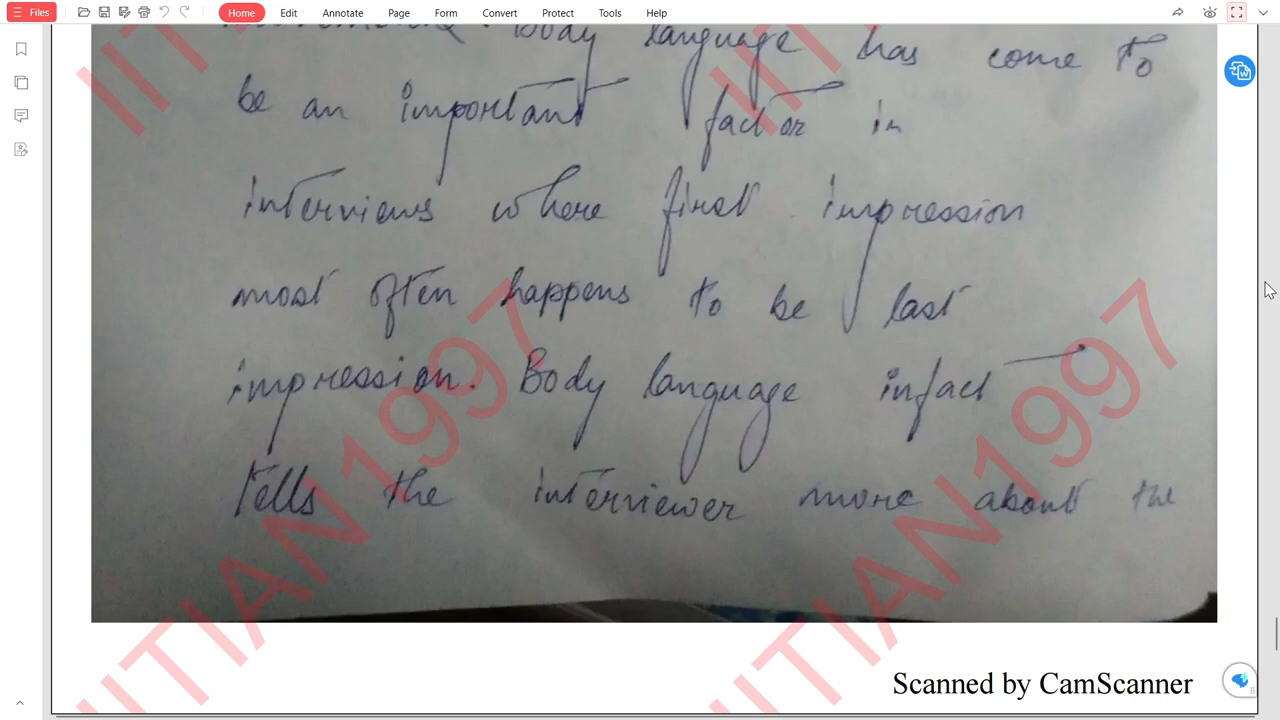 Files
Home Edit Annotate Page Form Convert Protect Tools Help
Body language has come to
be an important factor in
interviews where first impression
most often happens to be last
impression. Body language infact
tells the interviewer more about the
IITIAN1997
IITIAN1997
Scanned by CamScanner